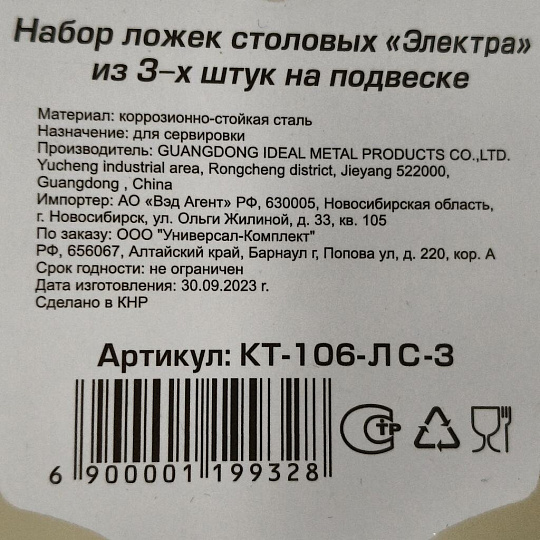 Набор ложек столовых «Электра»
из 3-х штук на подвеске
Материал: коррозионно-стойкая сталь
Назначение: для сервировки
Производитель: GUANGDONG IDEAL METAL PRODUCTS CO.,LTD.
Yucheng industrial area, Rongcheng district, Jieyang 522000,
Guangdong , China
Импортер: АО «Вэд Агент» РФ, 630005, Новосибирская область,
г. Новосибирск, ул. Ольги Жилиной, д. 33, кв. 105
По заказу: ООО "Универсал-Комплект"
РФ, 656067, Алтайский край, Барнаул г, Попова ул, д. 220, кор. А
Срок годности: не ограничен
Дата изготовления: 30.09.2023 г.
Сделано в КНР
Артикул: КТ-106-ЛС-3
6 900001 199328
СТР